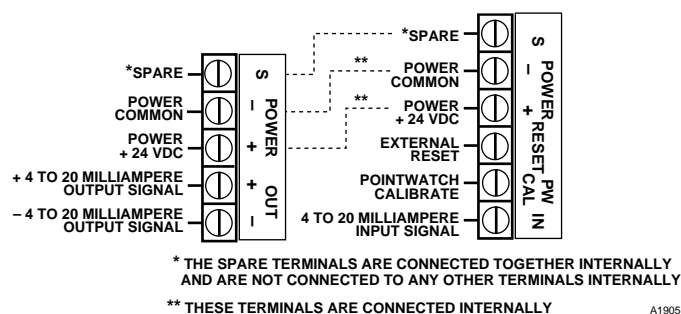 *SPARE
POWER
COMMON
POWER
+ 24 VDC
+ 4 TO 20 MILLIAMPERE
OUTPUT SIGNAL
– 4 TO 20 MILLIAMPERE
OUTPUT SIGNAL
S
– POWER +
+ OUT –
**
**
*SPARE
POWER
COMMON
POWER
+ 24 VDC
EXTERNAL
RESET
POINTWATCH
CALIBRATE
4 TO 20 MILLIAMPERE
INPUT SIGNAL
S
– POWER +
RESET
PW
CAL
IN
* THE SPARE TERMINALS ARE CONNECTED TOGETHER INTERNALLY
AND ARE NOT CONNECTED TO ANY OTHER TERMINALS INTERNALLY
** THESE TERMINALS ARE CONNECTED INTERNALLY
A1905